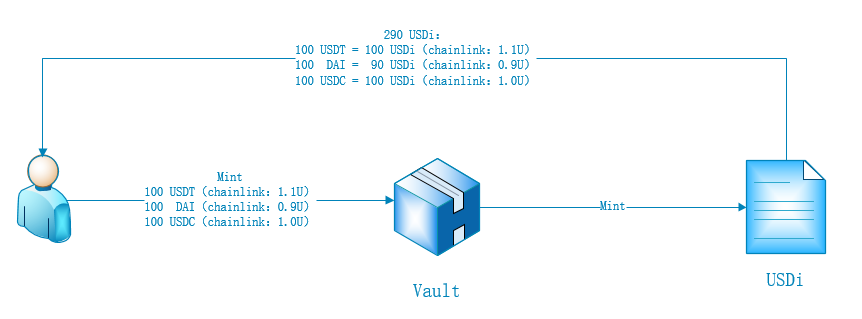 290 USDi:
100 USDT = 100 USDi (chainlink: 1.1U)
100 DAI = 90 USDi (chainlink: 0.9U)
100 USDC = 100 USDi (chainlink: 1.0U)
Mint
100 USDT (chainlink: 1.1U)
100 DAI (chainlink: 0.9U)
100 USDC (chainlink: 1.0U)
Mint
Vault
USDi